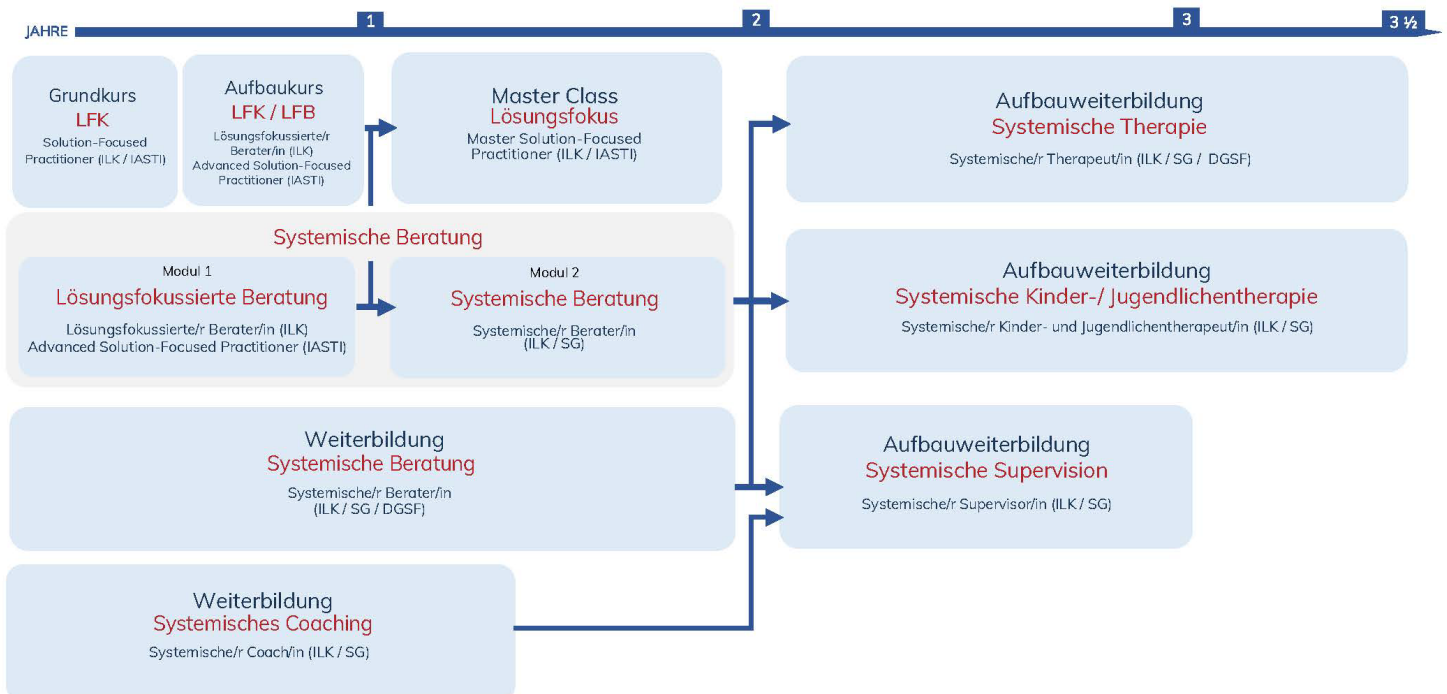 JAHRE
1
2
3
3 ½
Grundkurs
LFK
Solution-Focused
Practitioner (ILK / IASTI)
Aufbaukurs
LFK / LFB
Lösungsfokussierte/r
Berater/in (ILK)
Advanced Solution-Focused
Practitioner (IASTI)
Master Class
Lösungsfokus
Master Solution-Focused
Practitioner (ILK / IASTI)
Aufbauweiterbildung
Systemische Therapie
Systemische/r Therapeut/in (ILK / SG / DGSF)
Systemische Beratung
Modul 1
Lösungsfokussierte Beratung
Lösungsfokussierte/r Berater/in (ILK)
Advanced Solution-Focused Practitioner (IASTI)
Modul 2
Systemische Beratung
Systemische/r Berater/in
(ILK / SG)
Aufbauweiterbildung
Systemische Kinder-/ Jugendlichentherapie
Systemische/r Kinder- und Jugendlichentherapeut/in (ILK / SG)
Weiterbildung
Systemische Beratung
Systemische/r Berater/in
(ILK / SG / DGSF)
Aufbauweiterbildung
Systemische Supervision
Systemische/r Supervisor/in (ILK / SG)
Weiterbildung
Systemisches Coaching
Systemische/r Coach/in (ILK / SG)